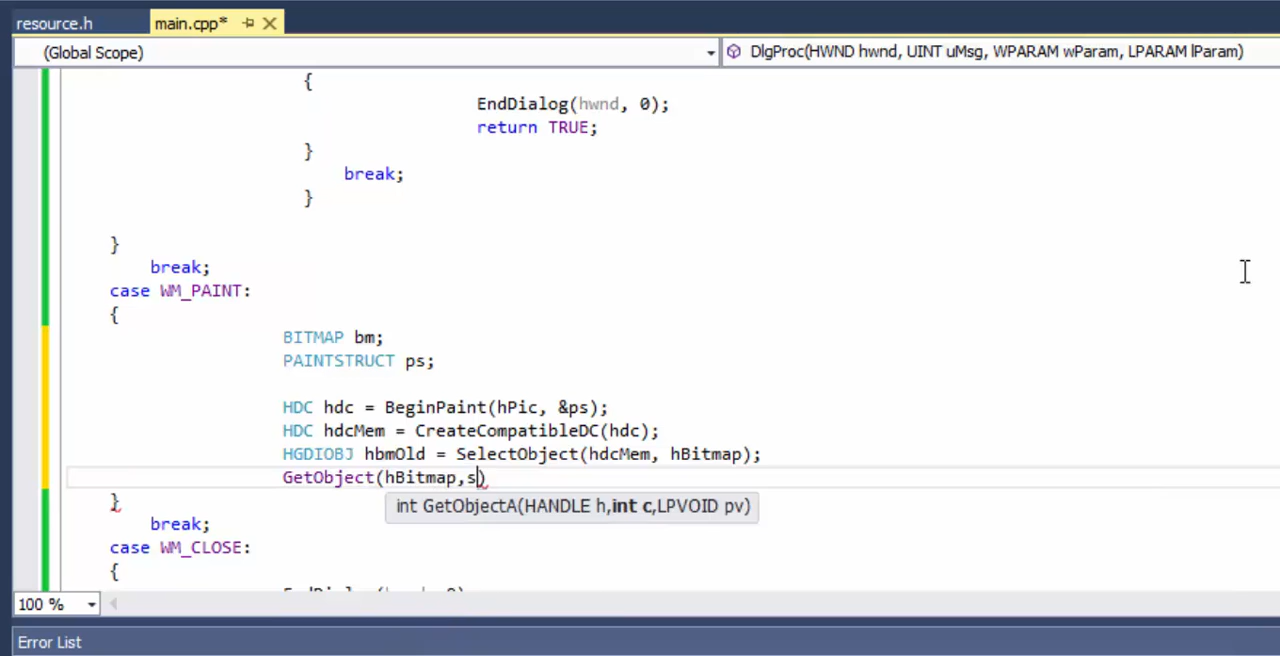 resource.h
main.cpp*
(Global Scope)
DlgProc(HWND hwnd, UINT uMsg, WPARAM wParam, LPARAM lParam)
{
EndDialog(hwnd, 0);
return TRUE;
}
break;
}
}
break;
case WM_PAINT:
{
BITMAP bm;
PAINTSTRUCT ps;
HDC hdc = BeginPaint(hPic, &ps);
HDC hdcMem = CreateCompatibleDC(hdc);
HGDIOBJ hbmOld = SelectObject(hdcMem, hBitmap);
GetObject(hBitmap,s)
int GetObjectA(HANDLE h,int c,LPVOID pv)
}
break;
case WM_CLOSE:
{
100 %
Error List